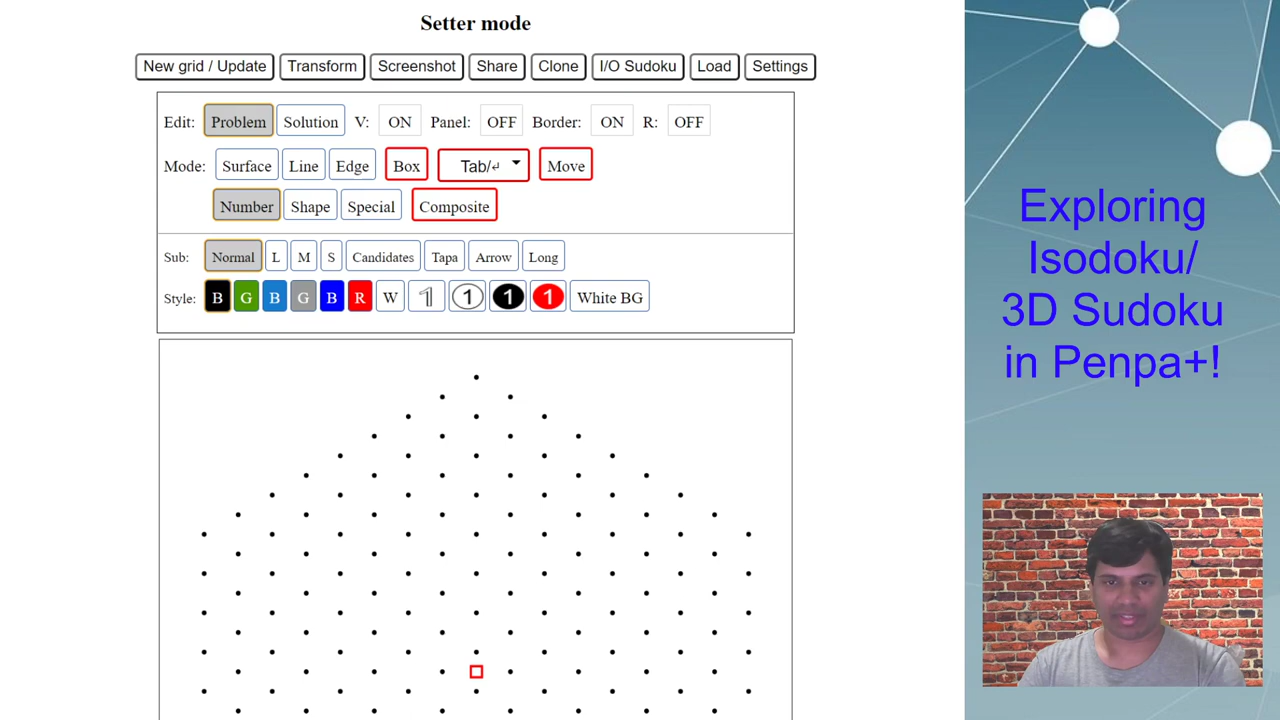 Setter mode
New grid / Update Transform Screenshot Share Clone I/O Sudoku Load Settings
Edit: Problem Solution V: ON Panel: OFF Border: ON R: OFF
Mode: Surface Line Edge Box Tab/↵ Move
Number Shape Special Composite
Sub: Normal L M S Candidates Tapa Arrow Long
Style: B G B G B R W 1 1 1 1 White BG
Exploring
Isodoku/
3D Sudoku
in Penpa+!